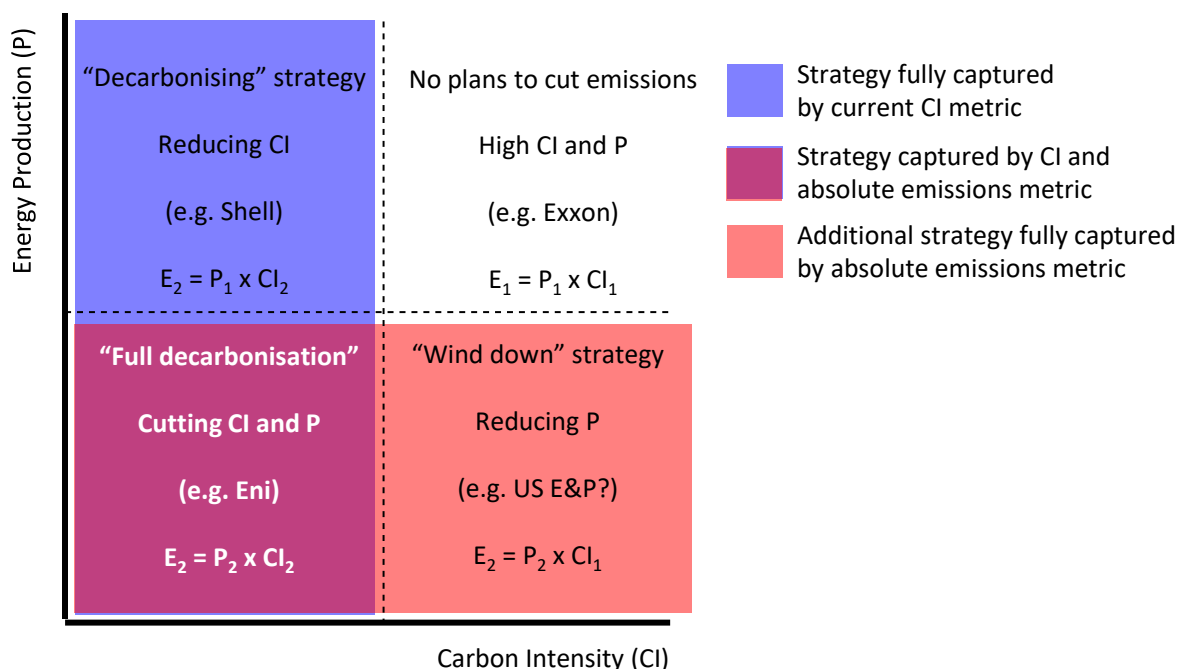 Energy Production (P)
“Decarbonising” strategy
Reducing CI
(e.g. Shell)
E₂ = P₁ x CI₂
No plans to cut emissions
High CI and P
(e.g. Exxon)
E₁ = P₁ x CI₁
“Full decarbonisation”
Cutting CI and P
(e.g. Eni)
E₂ = P₂ x CI₂
“Wind down” strategy
Reducing P
(e.g. US E&P?)
E₂ = P₂ x CI₁
Carbon Intensity (CI)
Strategy fully captured
by current CI metric
Strategy captured by CI and
absolute emissions metric
Additional strategy fully captured
by absolute emissions metric